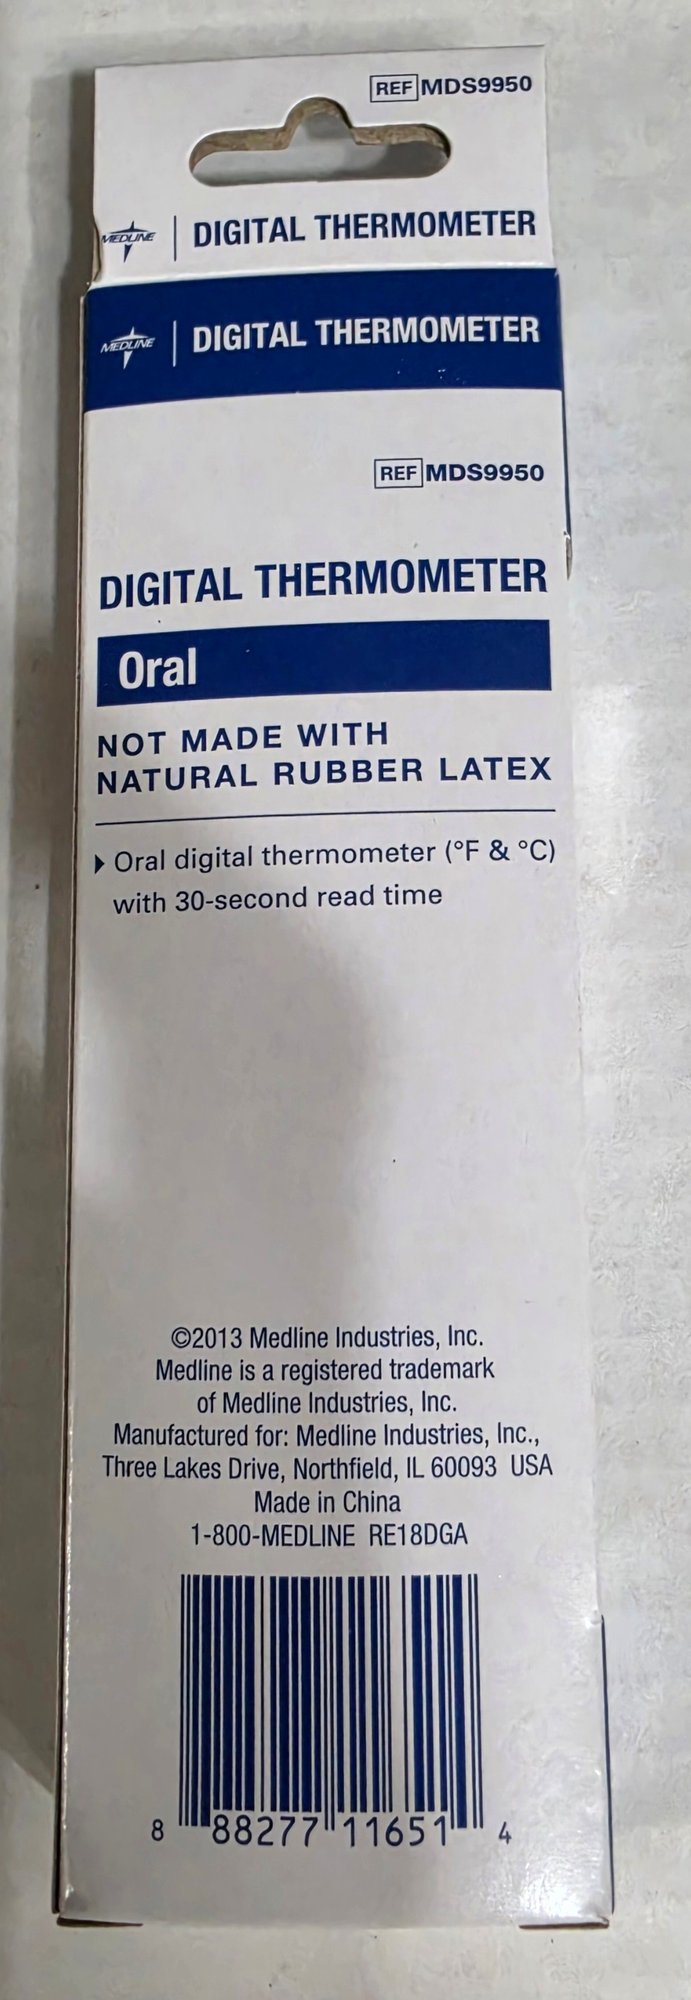 REF MDS9950
MEDLINE | DIGITAL THERMOMETER
MEDLINE | DIGITAL THERMOMETER
REF MDS9950
DIGITAL THERMOMETER
Oral
NOT MADE WITH
NATURAL RUBBER LATEX
Oral digital thermometer (°F & °C)
with 30-second read time
©2013 Medline Industries, Inc.
Medline is a registered trademark
of Medline Industries, Inc.
Manufactured for: Medline Industries, Inc.,
Three Lakes Drive, Northfield, IL 60093 USA
Made in China
1-800-MEDLINE RE18DGA
8 88277 11651 4